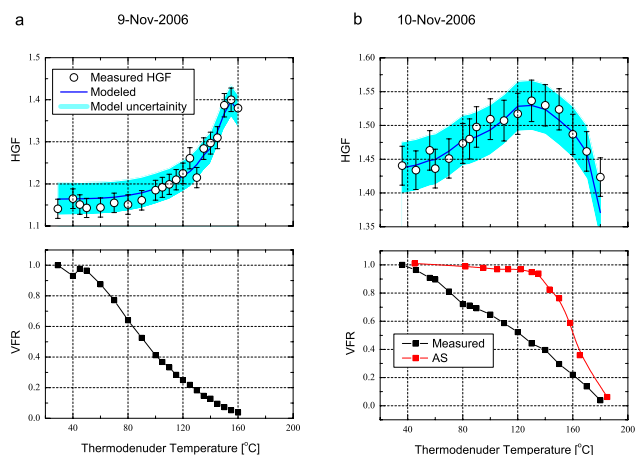 a
9-Nov-2006
b
10-Nov-2006
1.5
1.4
1.3
1.2
1.1
HGF
Measured HGF
Modeled
Model uncertainity
1.60
1.55
1.50
1.45
1.40
1.35
HGF
1.0
0.8
0.6
0.4
0.2
0.0
VFR
40 80 120 160 200
Thermodenuder Temperature [°C]
1.0
0.8
0.6
0.4
0.2
0.0
VFR
Measured
AS
40 80 120 160 200
Thermodenuder Temperature [°C]